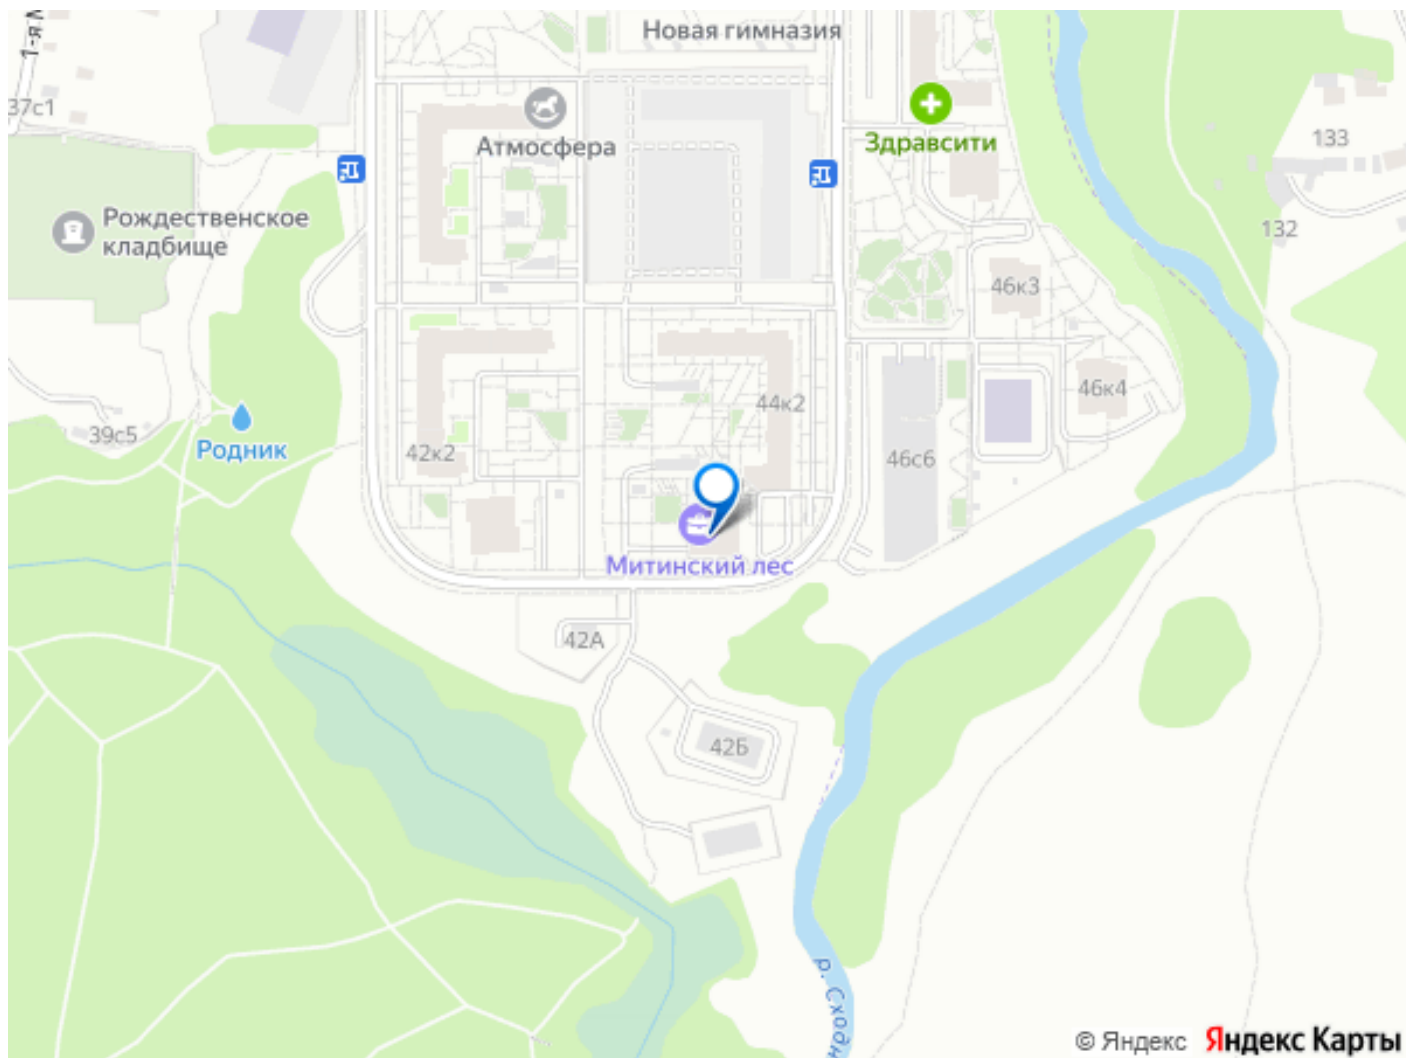 1-я М
Новая гимназия
37с1
Атмосфера
Здравсити
133
Рождественское
кладбище
132
46к3
46к4
44к2
39с5
Родник
42к2
46с6
Митинский лес
42А
42Б
р. Сходн
© Яндекс Яндекс Карты